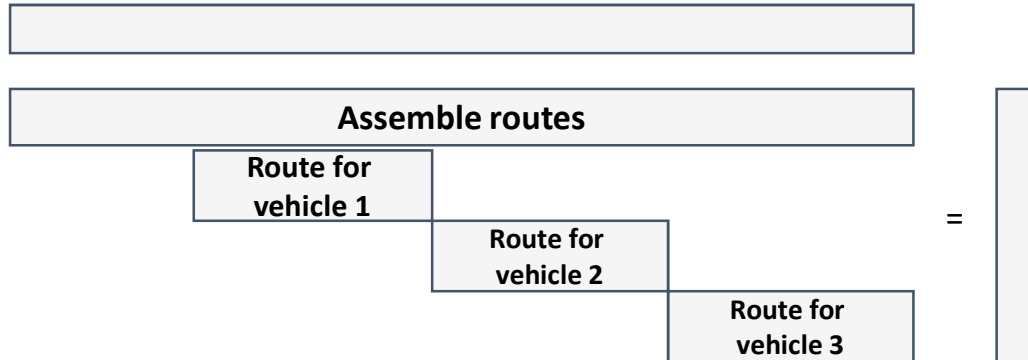 Assemble routes
Route for
vehicle 1
Route for
vehicle 2
=
Route for
vehicle 3